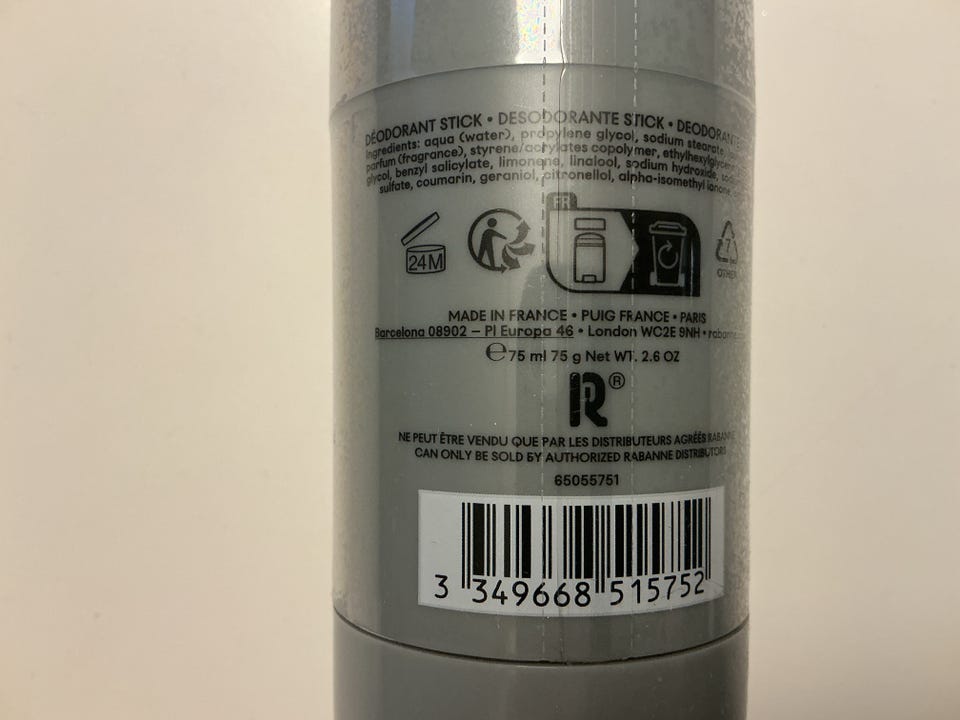 DÉODORANT STICK • DESODORANTE STICK • DEODORANTE
Ingredients: aqua (water), propylene glycol, sodium stearate,
parfum (fragrance), styrene/acrylates copolymer, ethylhexylglycerin,
glycol, benzyl salicylate, limonene, linalool, sodium hydroxide,
sulfate, coumarin, geraniol, citronellol, alpha-isomethyl ionone
FR
24M
7
OTHER
MADE IN FRANCE • PUIG FRANCE • PARIS
Barcelona 08902 – Pl Europa 46 • London WC2E 9NH • rabanne
℮ 75 ml 75 g Net WT. 2.6 OZ
R®
NE PEUT ÊTRE VENDU QUE PAR LES DISTRIBUTEURS AGRÉÉS RABANNE
CAN ONLY BE SOLD BY AUTHORIZED RABANNE DISTRIBUTORS
65055751
3 349668 515752